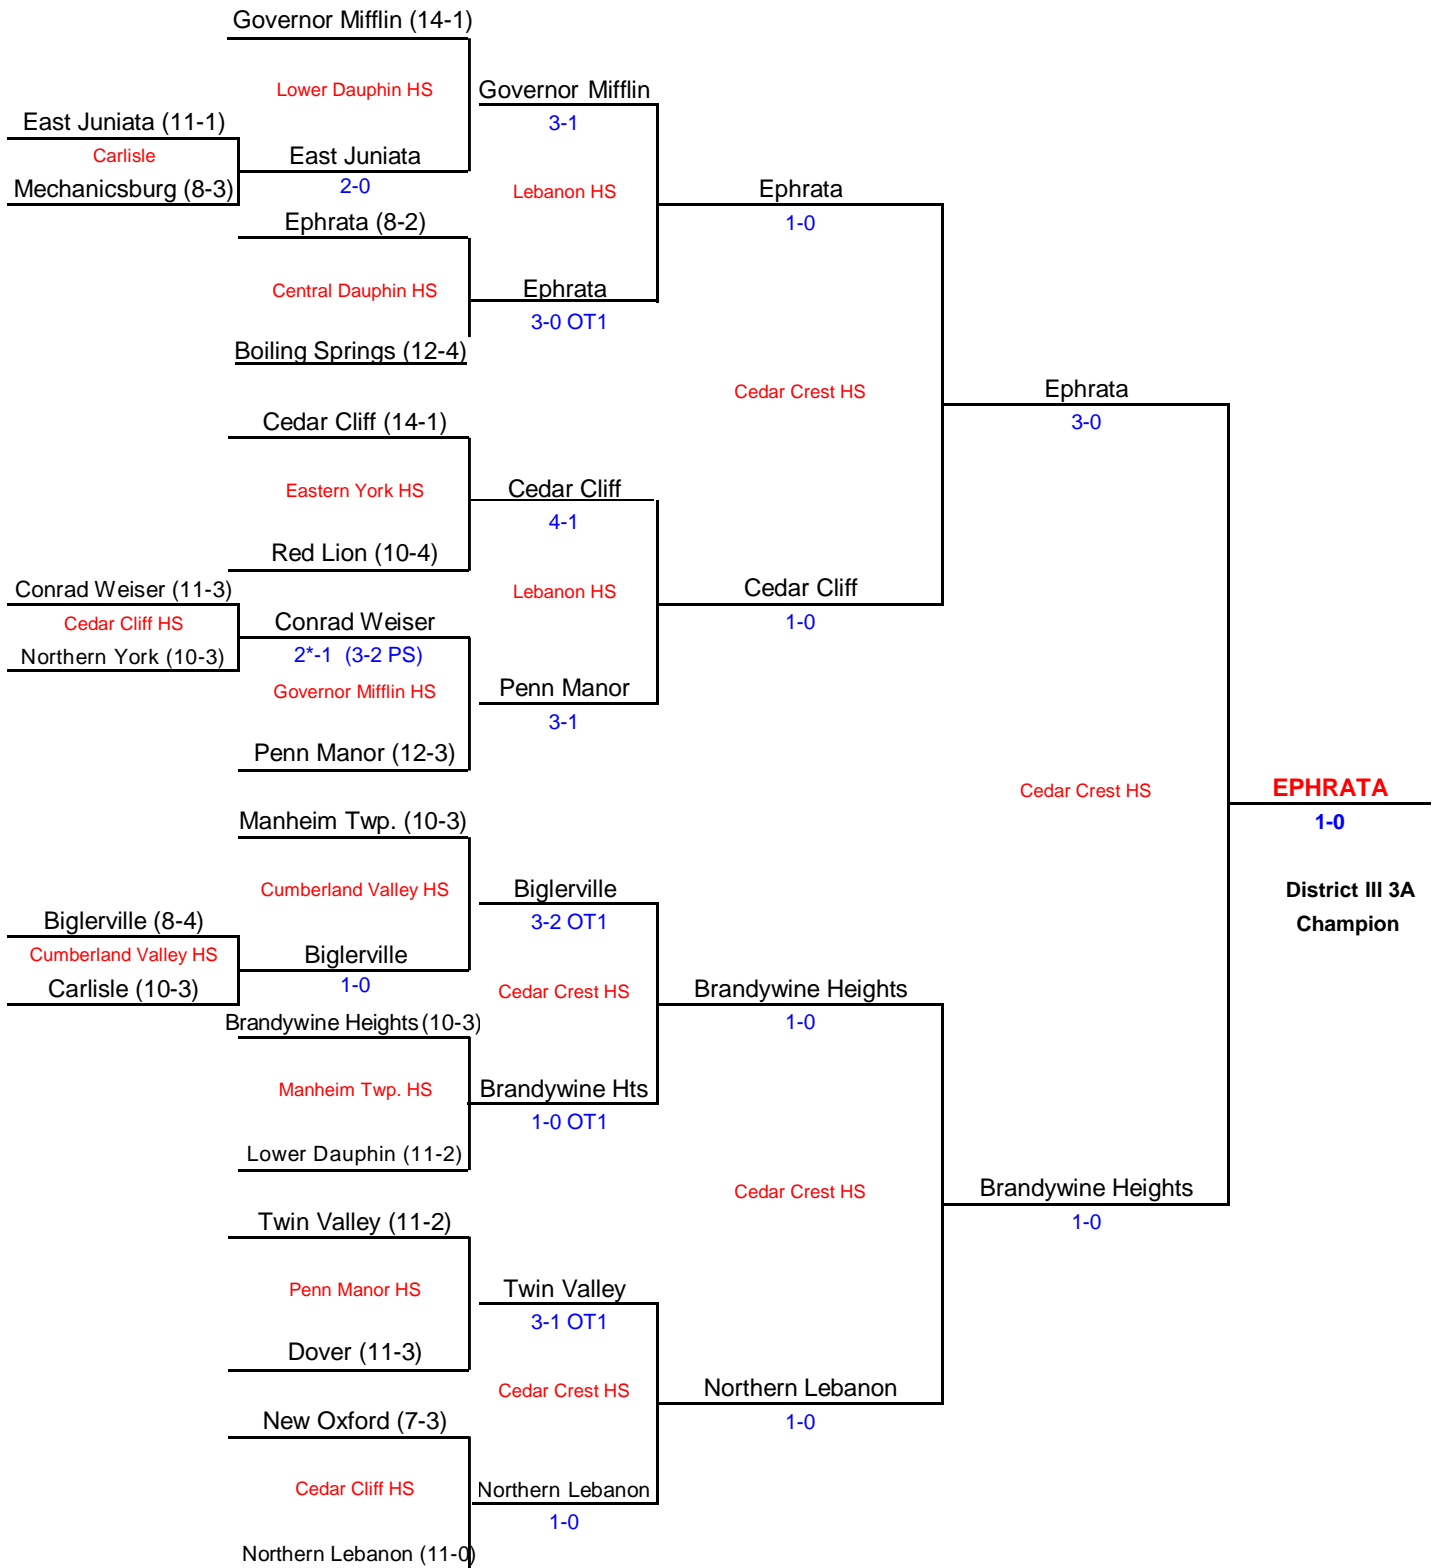 Governor Mifflin (14-1)
Lower Dauphin HS
Governor Mifflin
3-1
East Juniata (11-1)
Carlisle
Mechanicsburg (8-3)
East Juniata
2-0
Lebanon HS
Ephrata
1-0
Ephrata (8-2)
Central Dauphin HS
Ephrata
3-0 OT1
Boiling Springs (12-4)
Cedar Crest HS
Ephrata
3-0
Cedar Cliff (14-1)
Eastern York HS
Cedar Cliff
4-1
Red Lion (10-4)
Lebanon HS
Cedar Cliff
1-0
Conrad Weiser (11-3)
Cedar Cliff HS
Northern York (10-3)
Conrad Weiser
2*-1 (3-2 PS)
Governor Mifflin HS
Penn Manor
3-1
Penn Manor (12-3)
Cedar Crest HS
EPHRATA
1-0
District III 3A
Champion
Manheim Twp. (10-3)
Cumberland Valley HS
Biglerville
3-2 OT1
Biglerville (8-4)
Cumberland Valley HS
Carlisle (10-3)
Biglerville
1-0
Cedar Crest HS
Brandywine Heights
1-0
Brandywine Heights (10-3)
Manheim Twp. HS
Brandywine Hts
1-0 OT1
Lower Dauphin (11-2)
Cedar Crest HS
Brandywine Heights
1-0
Twin Valley (11-2)
Penn Manor HS
Twin Valley
3-1 OT1
Dover (11-3)
Cedar Crest HS
Northern Lebanon
1-0
New Oxford (7-3)
Cedar Cliff HS
Northern Lebanon
1-0
Northern Lebanon (11-0)